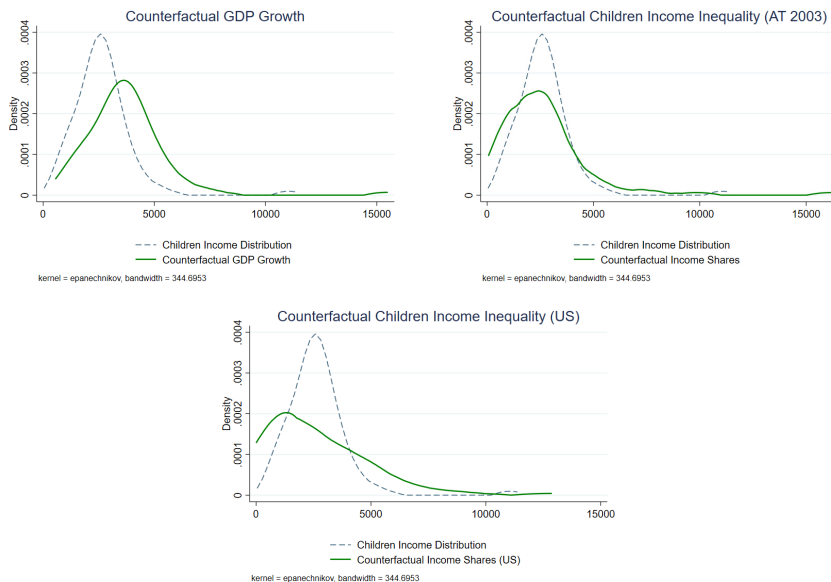 Counterfactual GDP Growth
Density
0 .0001 .0002 .0003 .0004
0 5000 10000 15000
Children Income Distribution
Counterfactual GDP Growth
kernel = epanechnikov, bandwidth = 344.6953
Counterfactual Children Income Inequality (AT 2003)
Density
0 .0001 .0002 .0003 .0004
0 5000 10000 15000
Children Income Distribution
Counterfactual Income Shares
kernel = epanechnikov, bandwidth = 344.6953
Counterfactual Children Income Inequality (US)
Density
0 .0001 .0002 .0003 .0004
0 5000 10000 15000
Children Income Distribution
Counterfactual Income Shares (US)
kernel = epanechnikov, bandwidth = 344.6953